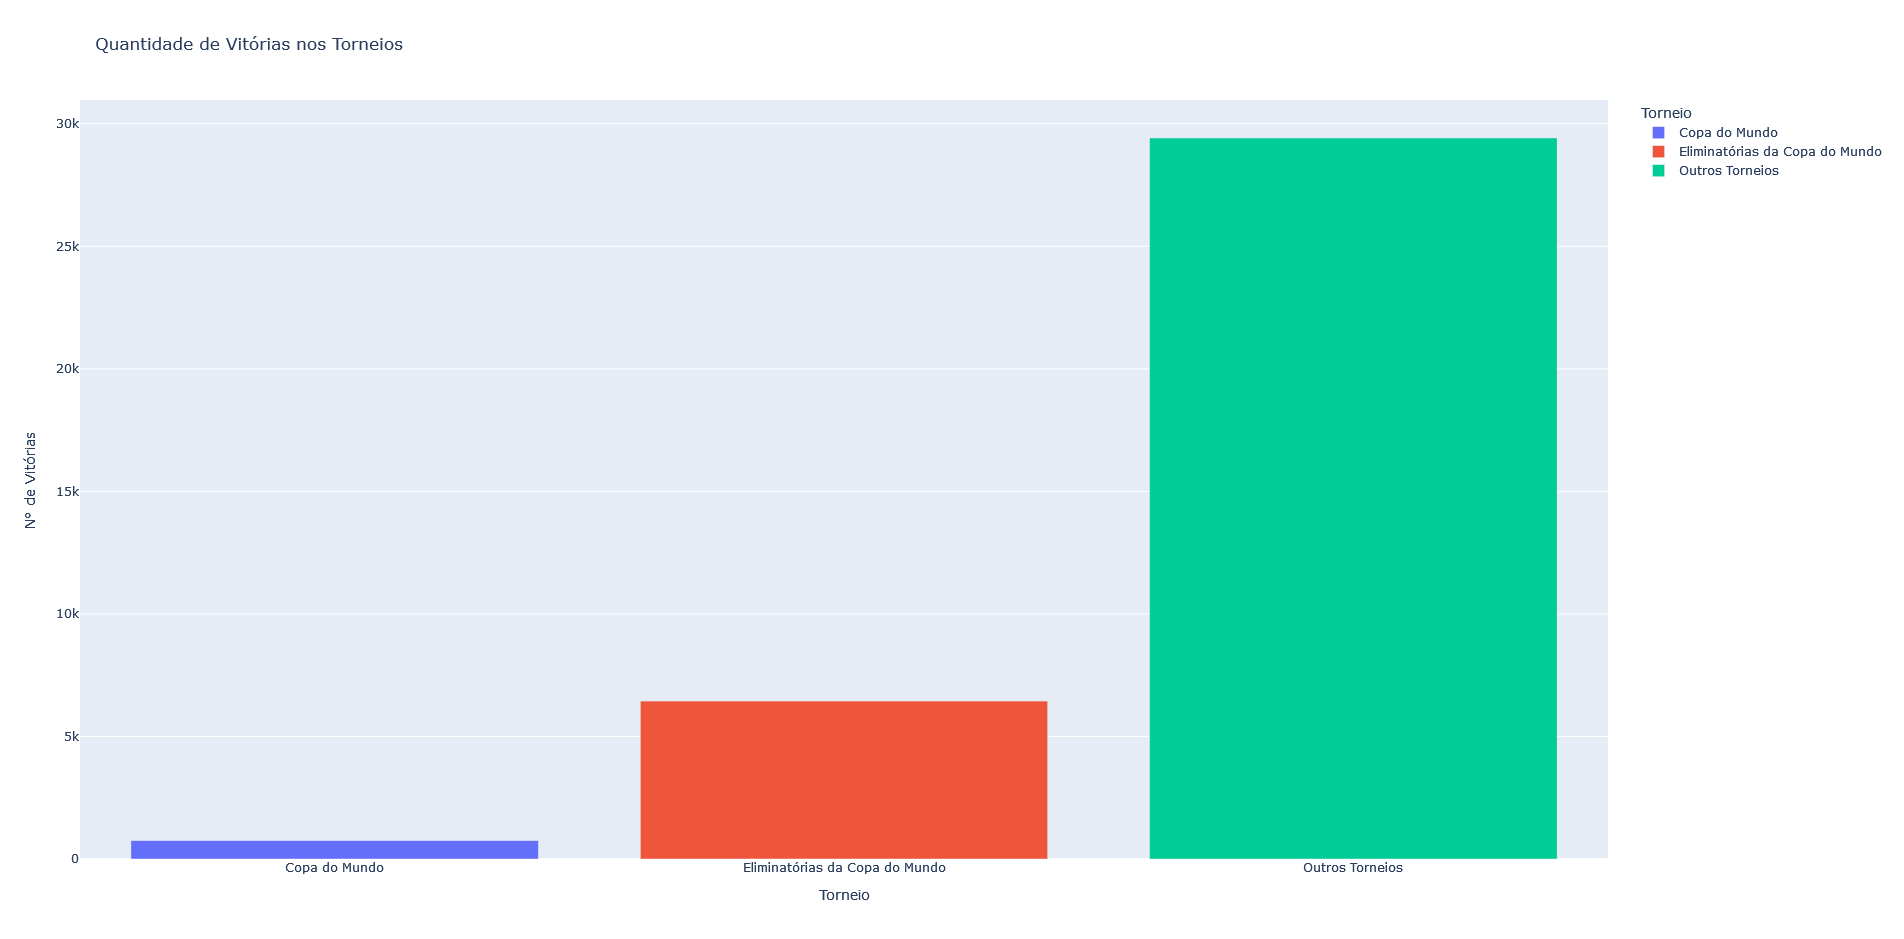 Quantidade de Vitórias nos Torneios
Torneio
Copa do Mundo
Eliminatórias da Copa do Mundo
Outros Torneios
30k
25k
20k
15k
10k
5k
0
Nº de Vitórias
Copa do Mundo
Eliminatórias da Copa do Mundo
Outros Torneios
Torneio